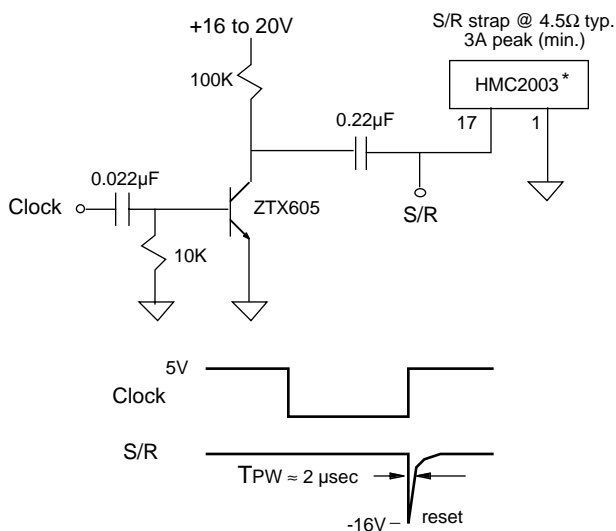 +16 to 20V
S/R strap @ 4.5Ω typ.
3A peak (min.)
100K
HMC2003*
17
1
0.22µF
0.022µF
Clock
ZTX605
S/R
10K
5V
Clock
S/R
TPW ≈ 2 µsec
-16V
reset